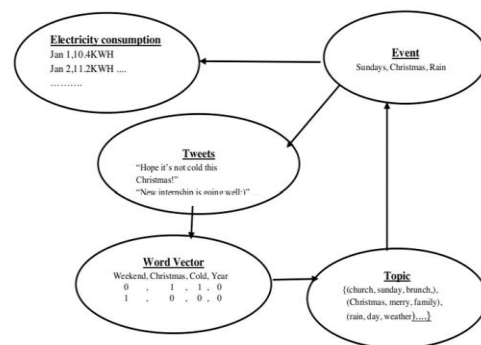 Electricity consumption
Jan 1,10.4KWH
Jan 2,11.2KWH ....
..........
Event
Sundays, Christmas, Rain
Tweets
“Hope it's not cold this
Christmas!”
“New internship is going well:)”
Word Vector
Weekend, Christmas, Cold, Year
0 . 1 . 1 . 0
1 . 0 . 0 . 0
Topic
{(church, sunday, brunch,),
(Christmas, merry, family),
(rain, day, weather)....}